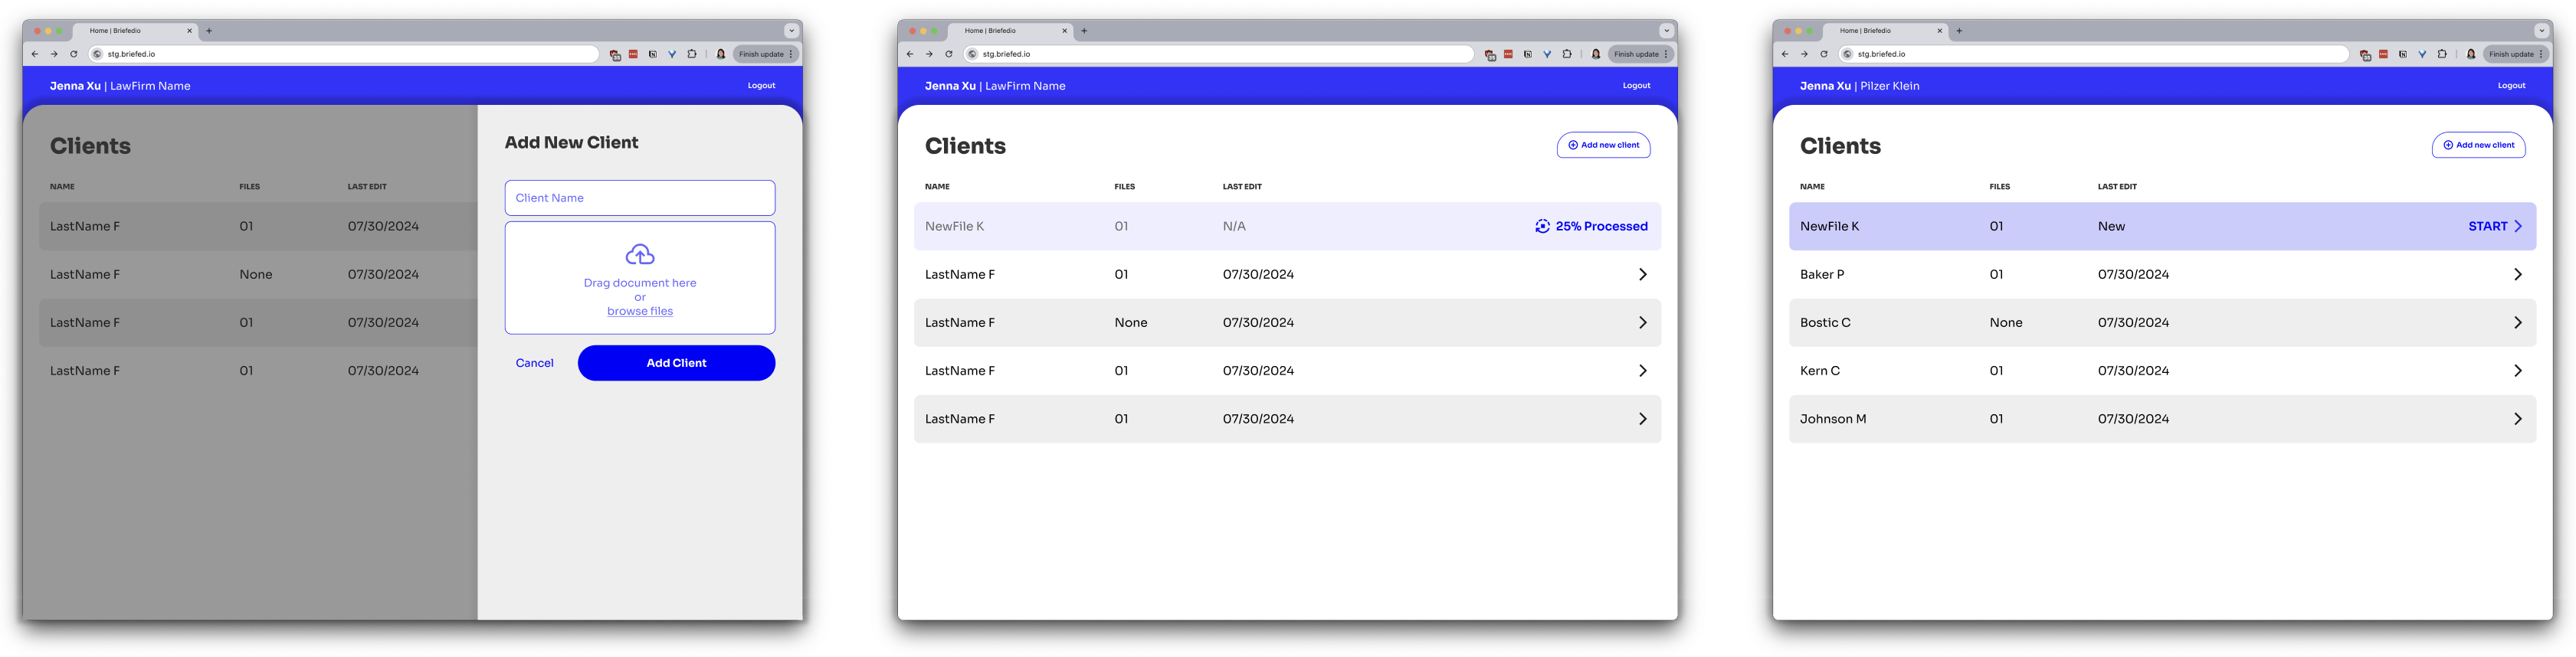 Home | Briefedio
stg.briefed.io
Finish update
Jenna Xu | LawFirm Name
Logout
Clients
NAME FILES LAST EDIT
LastName F 01 07/30/2024
LastName F None 07/30/2024
LastName F 01 07/30/2024
LastName F 01 07/30/2024
Add New Client
Client Name
Drag document here
or
browse files
Cancel Add Client
Home | Briefedio
stg.briefed.io
Finish update
Jenna Xu | LawFirm Name
Logout
Clients
Add new client
NAME FILES LAST EDIT
NewFile K 01 N/A 25% Processed
LastName F 01 07/30/2024
LastName F None 07/30/2024
LastName F 01 07/30/2024
LastName F 01 07/30/2024
Home | Briefedio
stg.briefed.io
Finish update
Jenna Xu | Pilzer Klein
Logout
Clients
Add new client
NAME FILES LAST EDIT
NewFile K 01 New START
Baker P 01 07/30/2024
Bostic C None 07/30/2024
Kern C 01 07/30/2024
Johnson M 01 07/30/2024